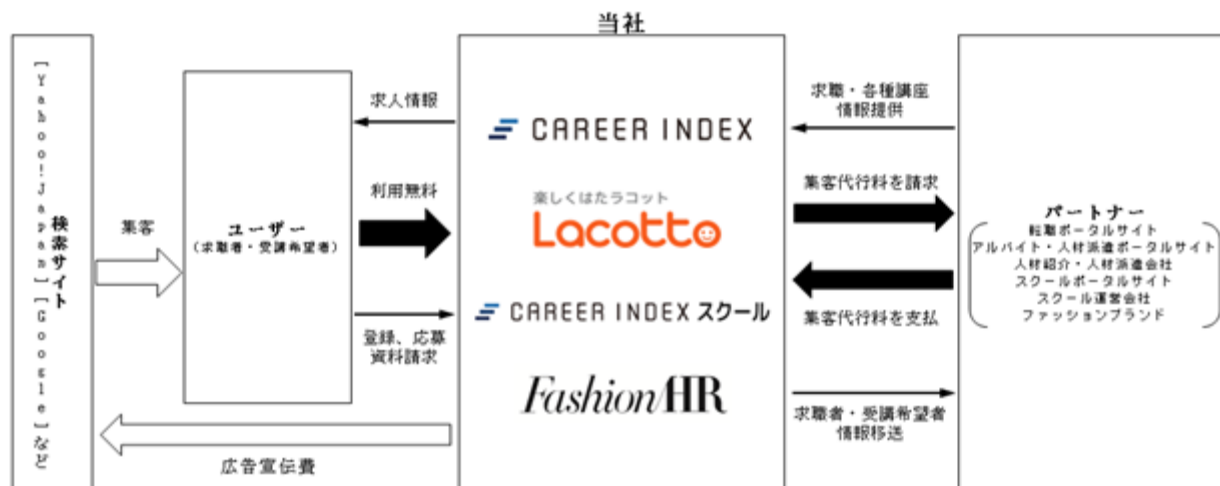 当社
検索サイト
[Yahoo!Japan][Google]など
集客
ユーザー
(求職者・受講希望者)
求人情報
利用無料
登録、応募
資料請求
広告宣伝費
CAREER INDEX
楽しくはたラコット
Lacotto
CAREER INDEX スクール
Fashion HR
求職・各種講座
情報提供
集客代行料を請求
集客代行料を支払
求職者・受講希望者
情報移送
パートナー
転職ポータルサイト
アルバイト・人材派遣ポータルサイト
人材紹介・人材派遣会社
スクールポータルサイト
スクール運営会社
ファッションブランド